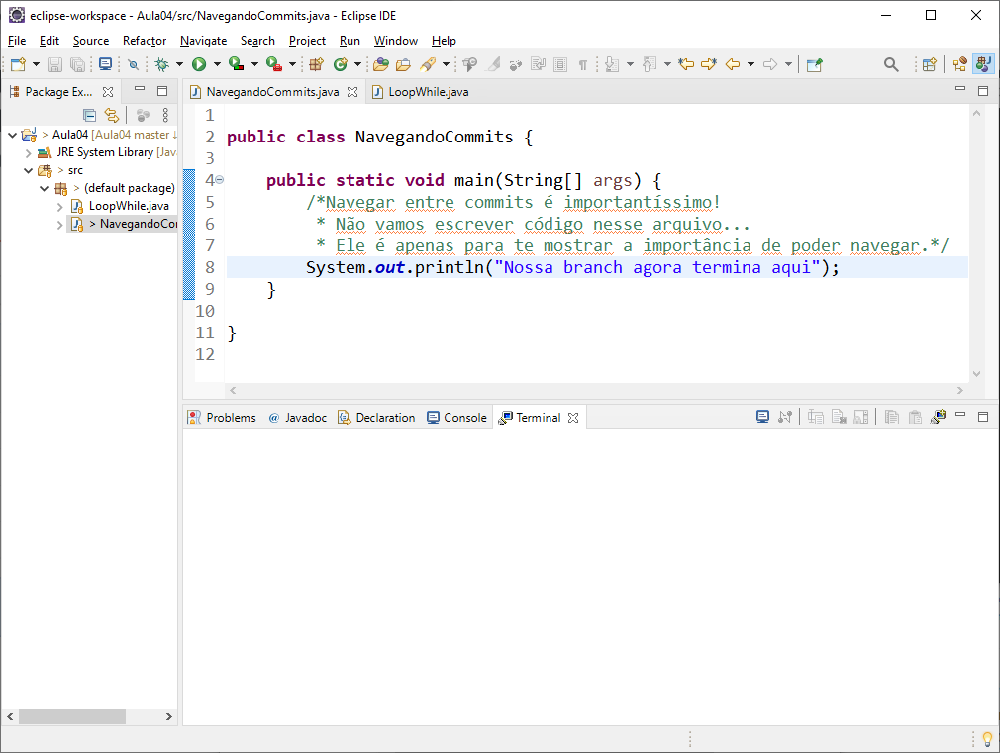 eclipse-workspace - Aula04/src/NavegandoCommits.java - Eclipse IDE
File Edit Source Refactor Navigate Search Project Run Window Help
Package Ex...
NavegandoCommits.java
LoopWhile.java
> Aula04 [Aula04 master ↓
JRE System Library [Jav
> src
> (default package)
LoopWhile.java
> NavegandoCor
1
2 public class NavegandoCommits {
3
4 public static void main(String[] args) {
5 /*Navegar entre commits é importantíssimo!
6 * Não vamos escrever código nesse arquivo...
7 * Ele é apenas para te mostrar a importância de poder navegar.*/
8 System.out.println("Nossa branch agora termina aqui");
9 }
10
11 }
12
Problems @ Javadoc Declaration Console Terminal